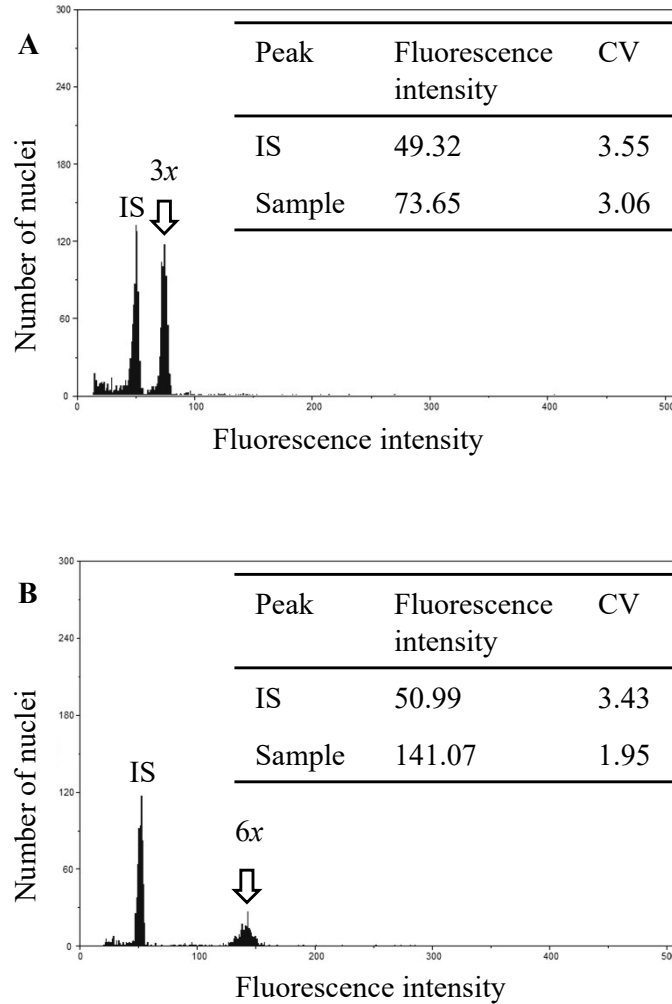 A
300
240
180
120
60
0
Number of nuclei
IS
3x
Peak Fluorescence intensity CV
IS 49.32 3.55
Sample 73.65 3.06
0 100 200 300 400 500
Fluorescence intensity
B
300
240
180
120
60
0
Number of nuclei
IS
6x
Peak Fluorescence intensity CV
IS 50.99 3.43
Sample 141.07 1.95
0 100 200 300 400 500
Fluorescence intensity